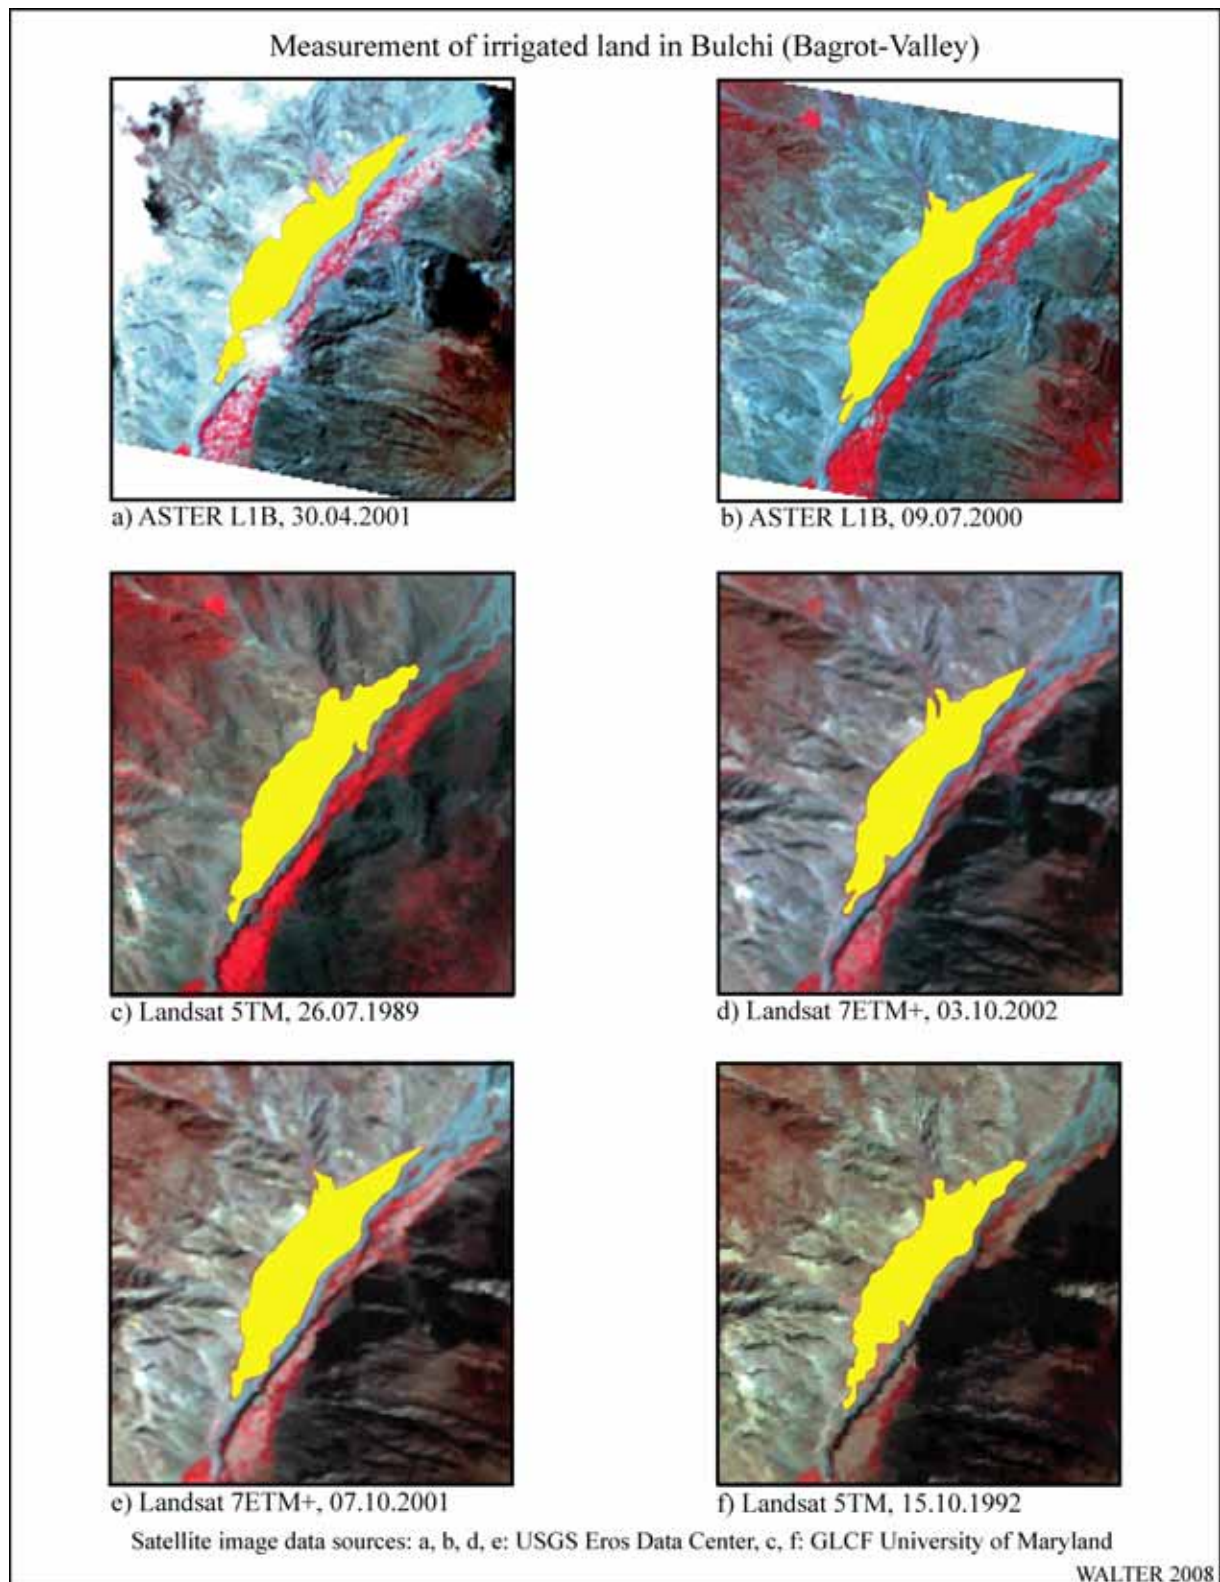 Measurement of irrigated land in Bulchi (Bagrot-Valley)
a) ASTER L1B, 30.04.2001
b) ASTER L1B, 09.07.2000
c) Landsat 5TM, 26.07.1989
d) Landsat 7ETM+, 03.10.2002
e) Landsat 7ETM+, 07.10.2001
f) Landsat 5TM, 15.10.1992
Satellite image data sources: a, b, d, e: USGS Eros Data Center, c, f: GLCF University of Maryland
WALTER 2008